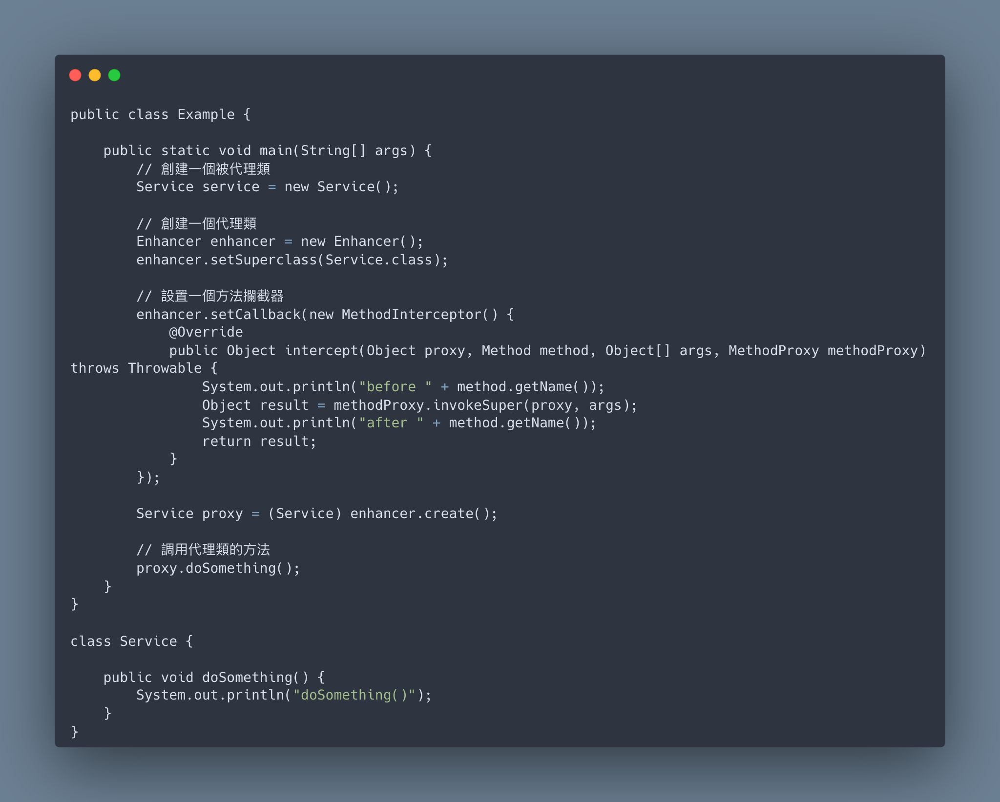 public class Example {

    public static void main(String[] args) {
        // 創建一個被代理類
        Service service = new Service();

        // 創建一個代理類
        Enhancer enhancer = new Enhancer();
        enhancer.setSuperclass(Service.class);

        // 設置一個方法攔截器
        enhancer.setCallback(new MethodInterceptor() {
            @Override
            public Object intercept(Object proxy, Method method, Object[] args, MethodProxy methodProxy)
throws Throwable {
                System.out.println("before " + method.getName());
                Object result = methodProxy.invokeSuper(proxy, args);
                System.out.println("after " + method.getName());
                return result;
            }
        });

        Service proxy = (Service) enhancer.create();

        // 調用代理類的方法
        proxy.doSomething();
    }
}

class Service {

    public void doSomething() {
        System.out.println("doSomething()");
    }
}